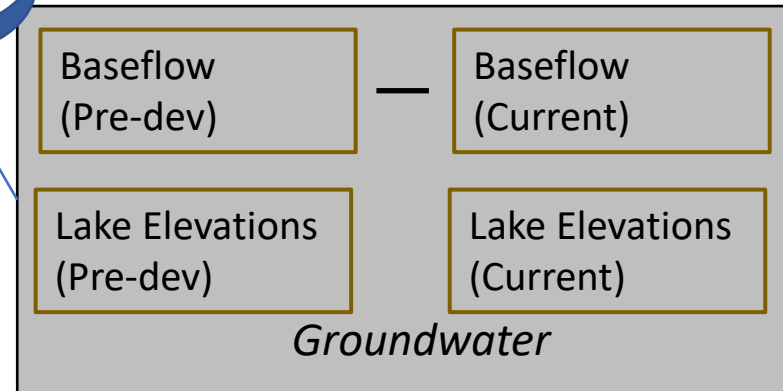 Baseflow
(Pre-dev)
—
Baseflow
(Current)
Lake Elevations
(Pre-dev)
Lake Elevations
(Current)
Groundwater